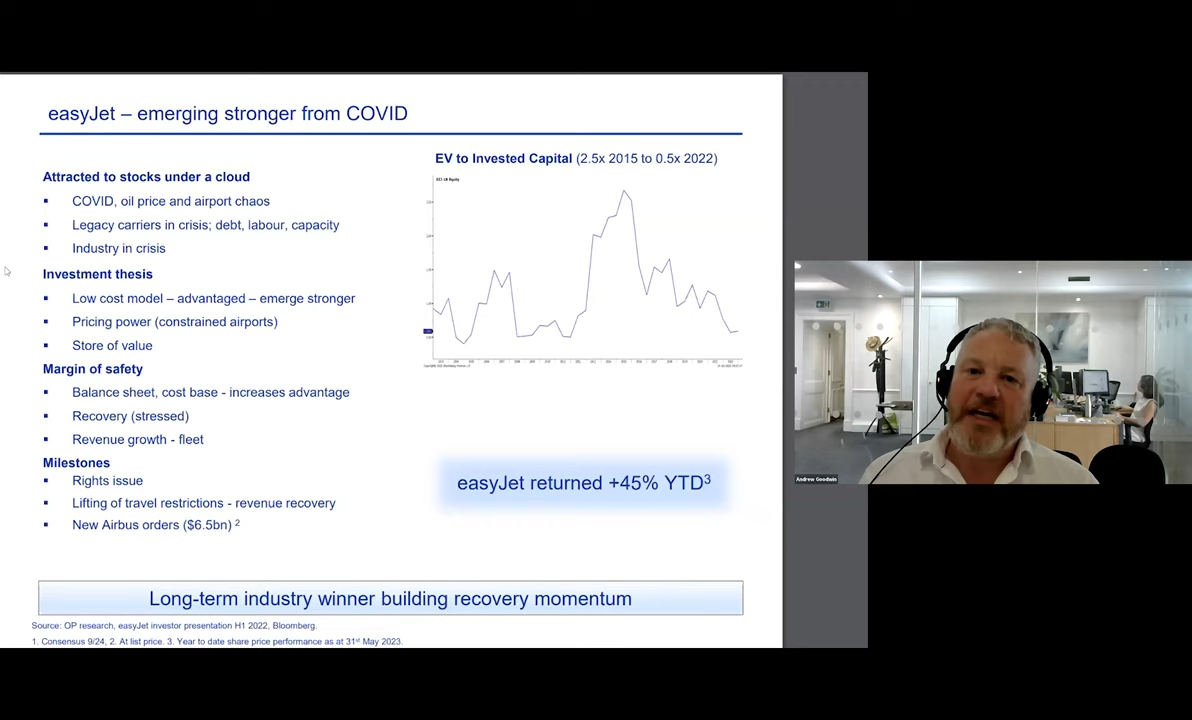 easyJet – emerging stronger from COVID
Attracted to stocks under a cloud
▪ COVID, oil price and airport chaos
▪ Legacy carriers in crisis; debt, labour, capacity
▪ Industry in crisis
Investment thesis
▪ Low cost model – advantaged – emerge stronger
▪ Pricing power (constrained airports)
▪ Store of value
Margin of safety
▪ Balance sheet, cost base - increases advantage
▪ Recovery (stressed)
▪ Revenue growth - fleet
Milestones
▪ Rights issue
▪ Lifting of travel restrictions - revenue recovery
▪ New Airbus orders ($6.5bn) 2
EV to Invested Capital (2.5x 2015 to 0.5x 2022)
easyJet returned +45% YTD3
Long-term industry winner building recovery momentum
Source: OP research, easyJet investor presentation H1 2022, Bloomberg.
1. Consensus 9/24, 2. At list price. 3. Year to date share price performance as at 31st May 2023.
Andrew Goodwin